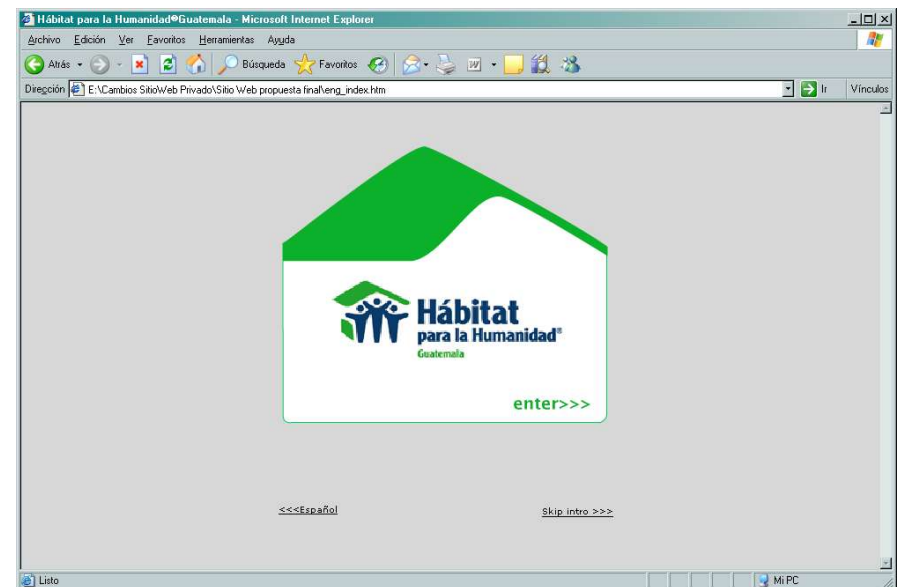 Hábitat para la Humanidad®Guatemala - Microsoft Internet Explorer
Archivo Edición Ver Favoritos Herramientas Ayuda
Atrás Búsqueda Favoritos
Dirección E:\Cambios SitioWeb Privado\Sitio Web propuesta final\eng_index.htm Ir Vínculos
Hábitat
para la Humanidad®
Guatemala
enter>>>
<<<Español Skip intro >>>
Listo Mi PC